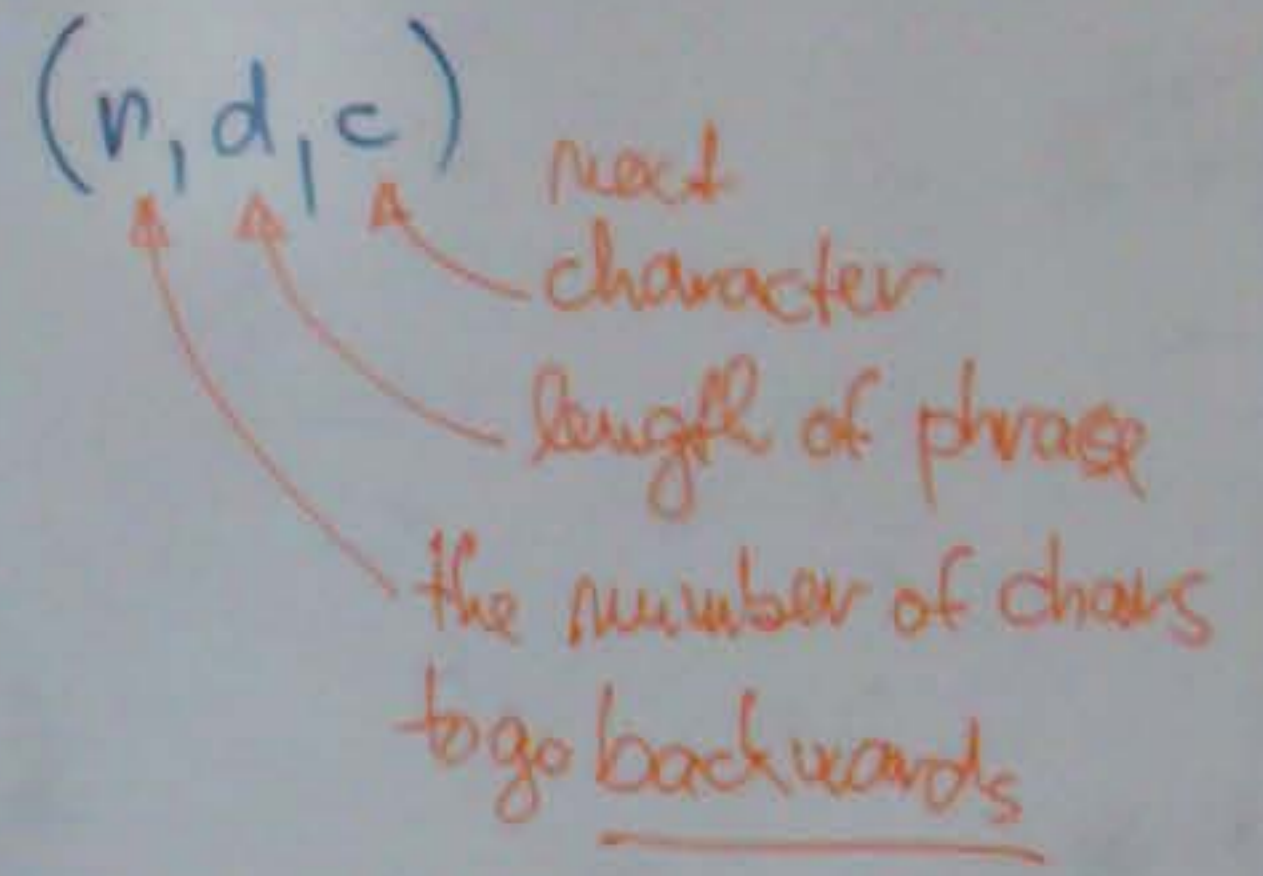 (n, d, c)
next
character
length of phrase
the number of chars
to go backwards